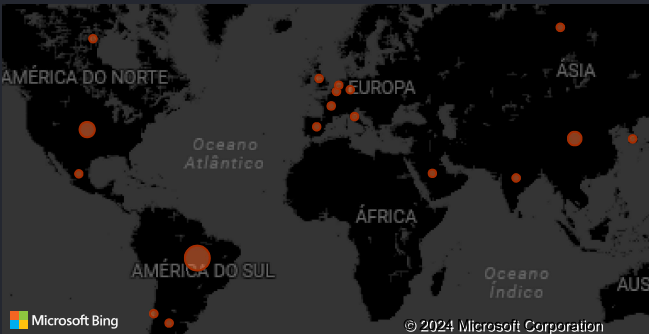 AMÉRICA DO NORTE
EUROPA
ÁSIA
Oceano
Atlântico
ÁFRICA
AMÉRICA DO SUL
Oceano
Índico
AUS
Microsoft Bing
© 2024 Microsoft Corporation